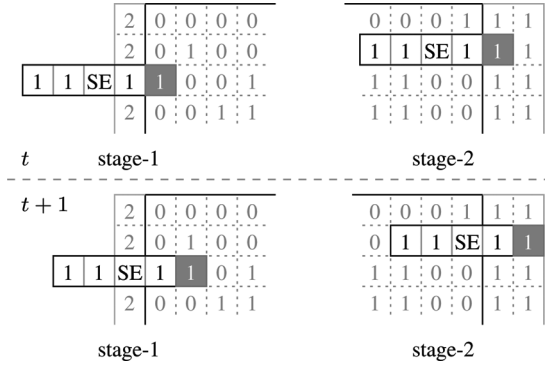 2 0 0 0 0 0 0 0 1 1 1
2 0 1 0 0 1 1 SE 1 1 1
1 1 SE 1 1 0 0 1 1 1 0 0 1 1
2 0 0 1 1 1 1 0 0 1 1
t stage-1 stage-2
t + 1
2 0 0 0 0 0 0 0 1 1 1
2 0 1 0 0 0 1 1 SE 1 1
1 1 SE 1 1 0 1 1 1 0 0 1 1
2 0 0 1 1 1 1 0 0 1 1
stage-1 stage-2